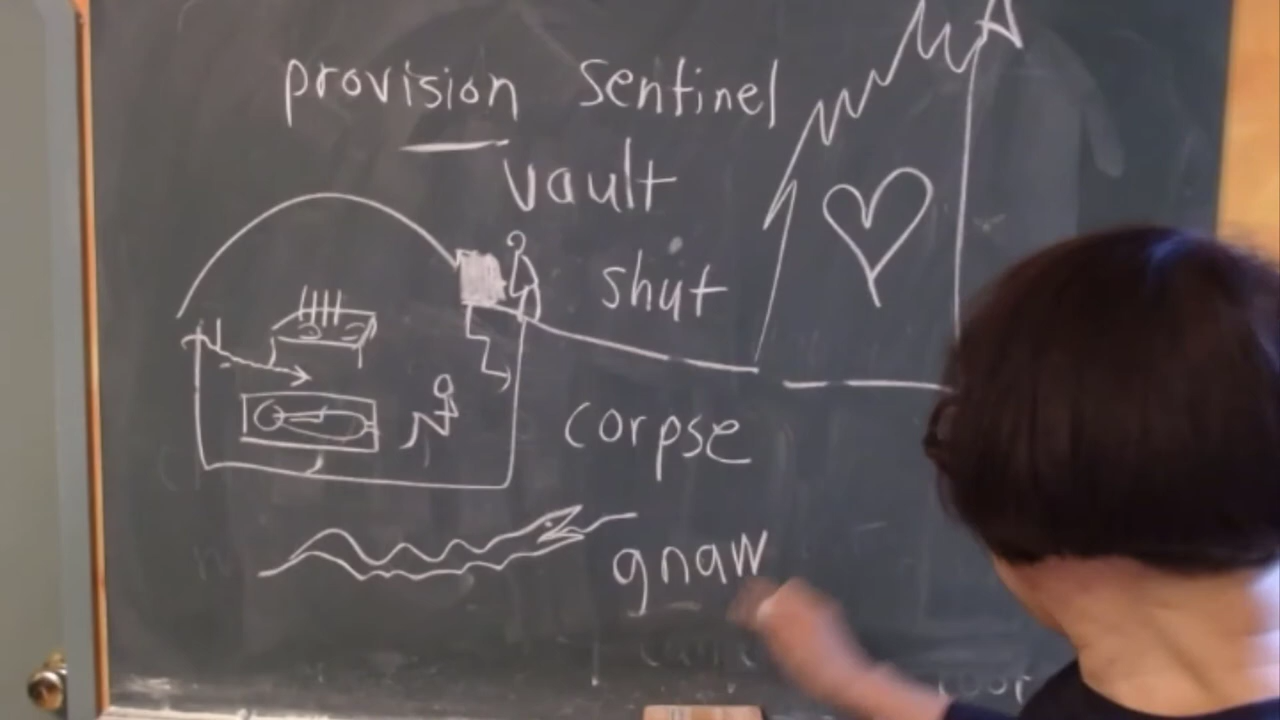 provision sentinel
vault
shut
corpse
gnaw